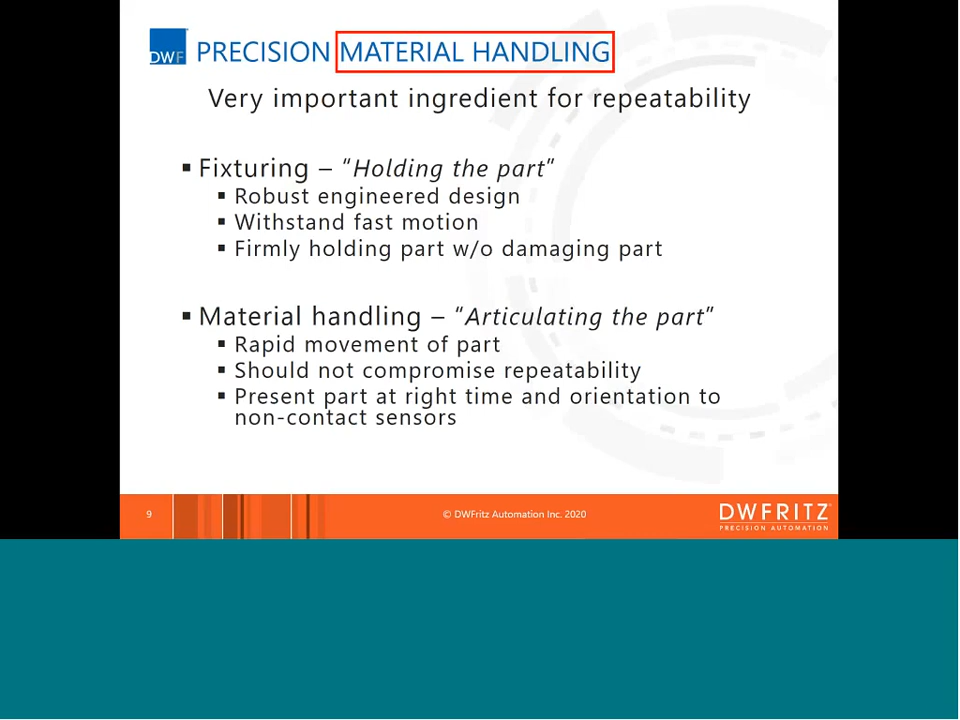 DWF PRECISION MATERIAL HANDLING
Very important ingredient for repeatability
▪ Fixturing – "Holding the part"
▪ Robust engineered design
▪ Withstand fast motion
▪ Firmly holding part w/o damaging part
▪ Material handling – "Articulating the part"
▪ Rapid movement of part
▪ Should not compromise repeatability
▪ Present part at right time and orientation to
non-contact sensors
9
© DWFritz Automation Inc. 2020
DWFRITZ
PRECISION AUTOMATION